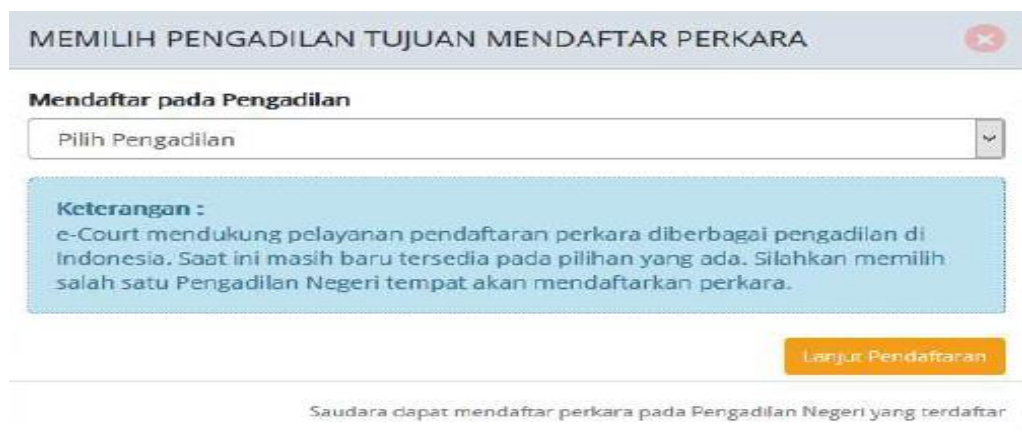 MEMILIH PENGADILAN TUJUAN MENDAFTAR PERKARA
Mendaftar pada Pengadilan
Pilih Pengadilan
Keterangan :
e-Court mendukung pelayanan pendaftaran perkara diberbagai pengadilan di
Indonesia. Saat ini masih baru tersedia pada pilihan yang ada. Silahkan memilih
salah satu Pengadilan Negeri tempat akan mendaftarkan perkara.
Lanjut Pendaftaran
Saudara dapat mendaftar perkara pada Pengadilan Negeri yang terdaftar